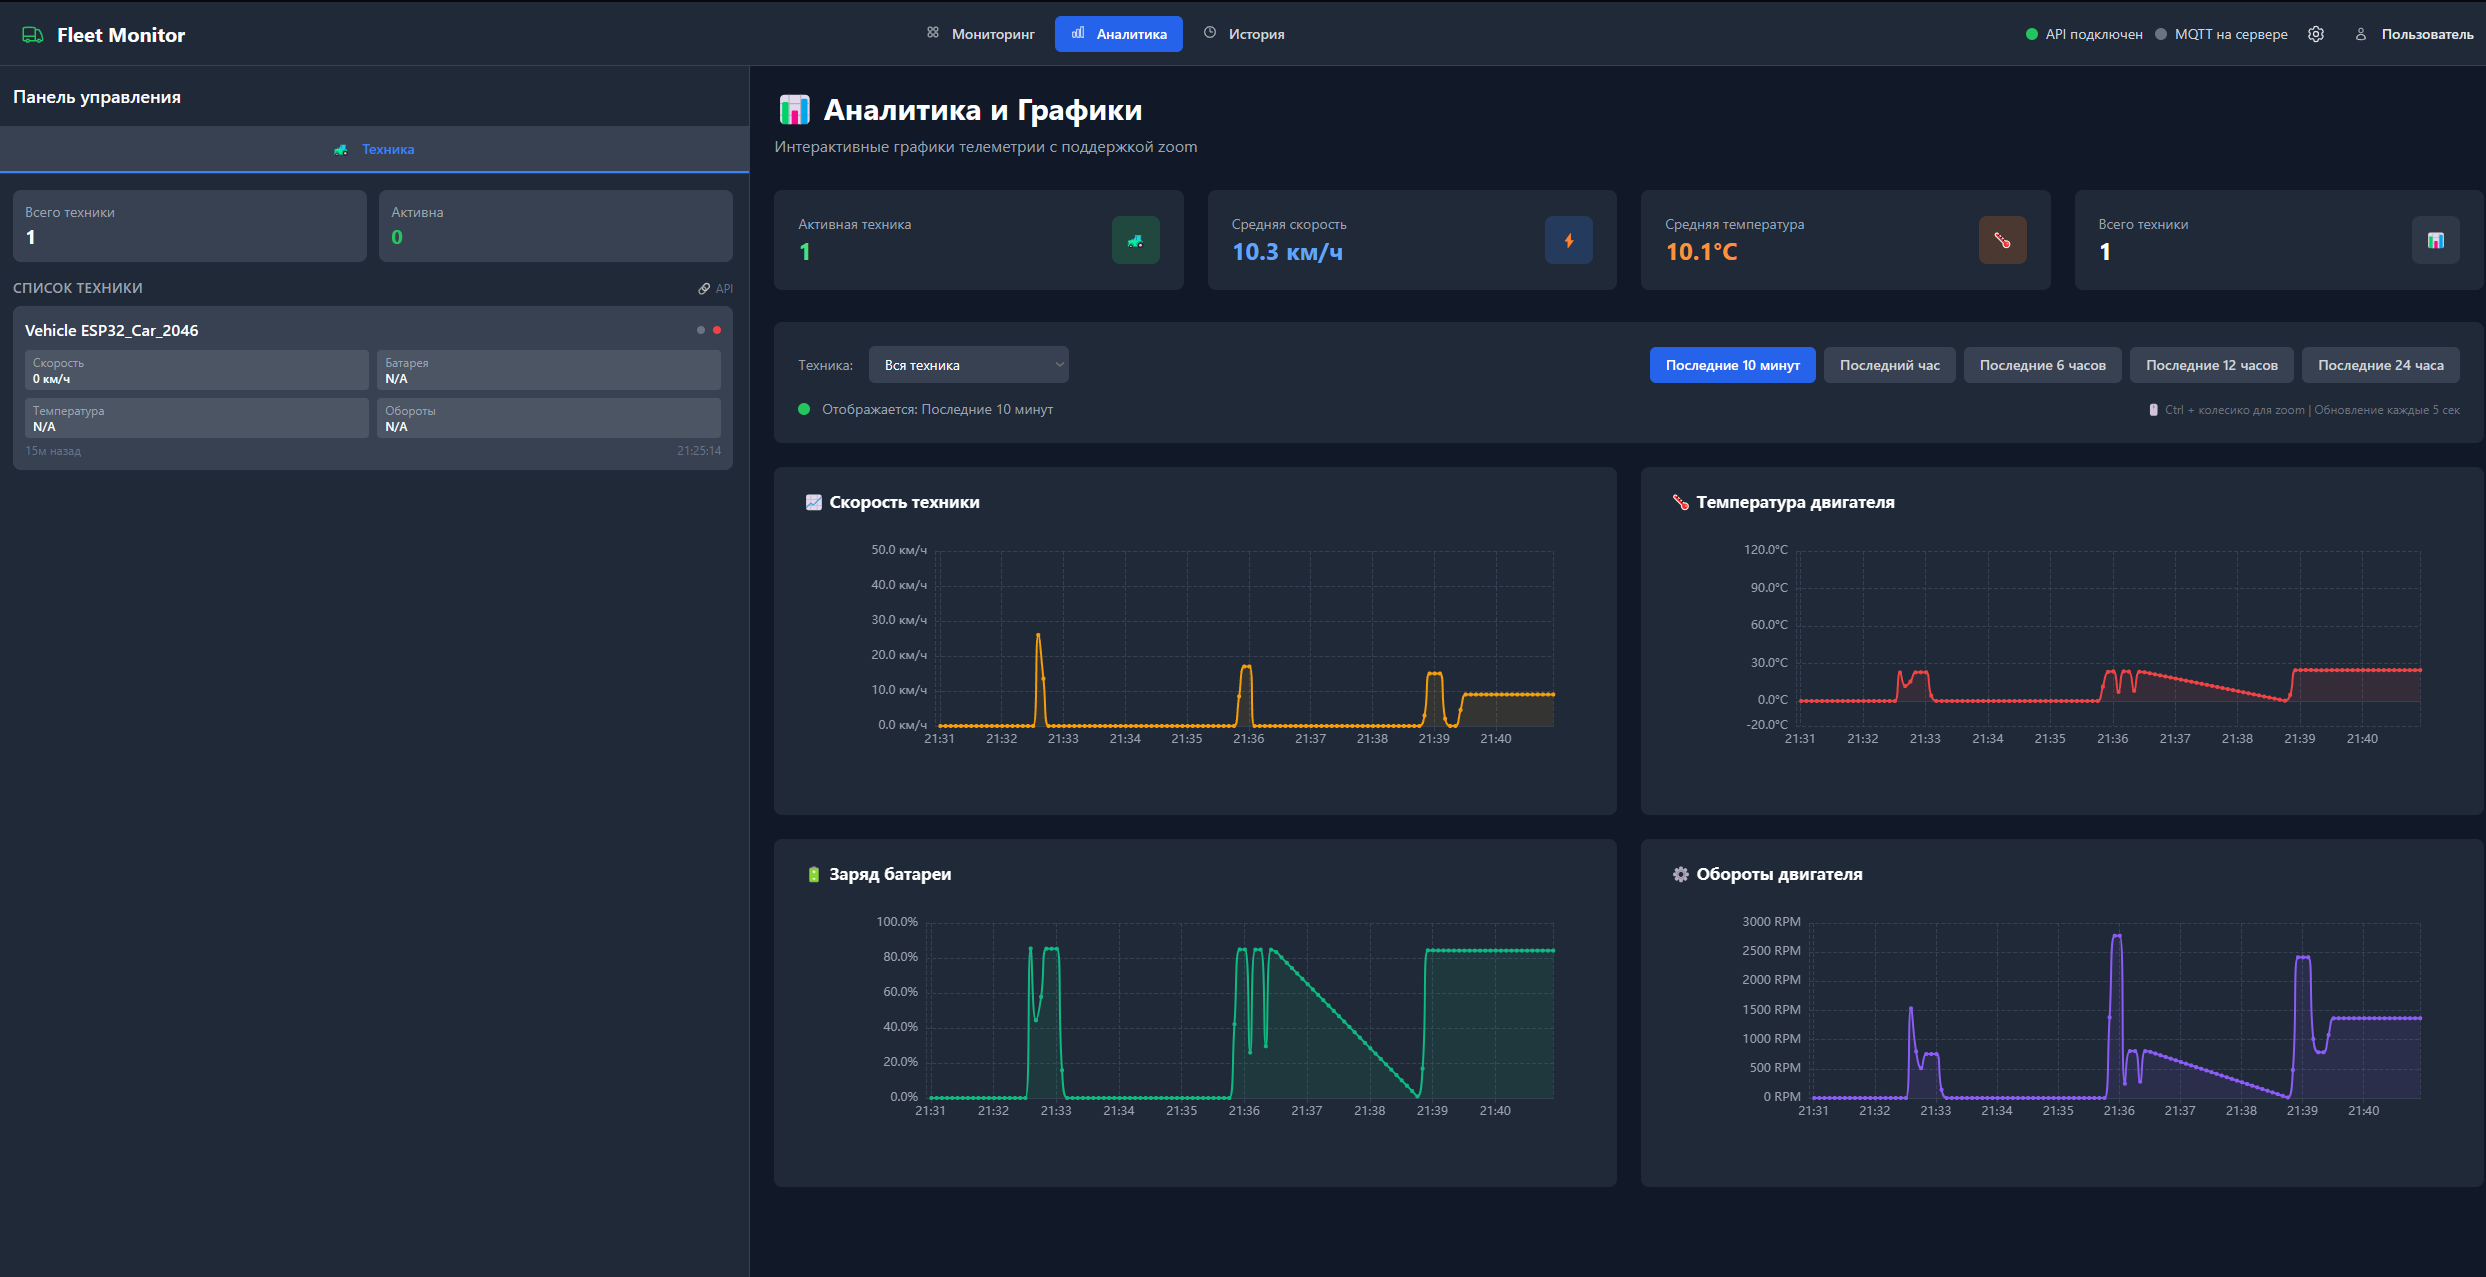 Fleet Monitor
Мониторинг
Аналитика
История
API подключен
MQTT на сервере
Пользователь
Панель управления
Техника
Всего техники
1
Активна
0
СПИСОК ТЕХНИКИ
API
Vehicle ESP32_Car_2046
Скорость
0 км/ч
Батарея
N/A
Температура
N/A
Обороты
N/A
15м назад
21:25:14
Аналитика и Графики
Интерактивные графики телеметрии с поддержкой zoom
Активная техника
1
Средняя скорость
10.3 км/ч
Средняя температура
10.1°C
Всего техники
1
Техника:
Вся техника
Последние 10 минут
Последний час
Последние 6 часов
Последние 12 часов
Последние 24 часа
Отображается: Последние 10 минут
Ctrl + колесико для zoom | Обновление каждые 5 сек
Скорость техники
50.0 км/ч
40.0 км/ч
30.0 км/ч
20.0 км/ч
10.0 км/ч
0.0 км/ч
21:31 21:32 21:33 21:34 21:35 21:36 21:37 21:38 21:39 21:40
Температура двигателя
120.0°C
90.0°C
60.0°C
30.0°C
0.0°C
-20.0°C
21:31 21:32 21:33 21:34 21:35 21:36 21:37 21:38 21:39 21:40
Заряд батареи
100.0%
80.0%
60.0%
40.0%
20.0%
0.0%
21:31 21:32 21:33 21:34 21:35 21:36 21:37 21:38 21:39 21:40
Обороты двигателя
3000 RPM
2500 RPM
2000 RPM
1500 RPM
1000 RPM
500 RPM
0 RPM
21:31 21:32 21:33 21:34 21:35 21:36 21:37 21:38 21:39 21:40